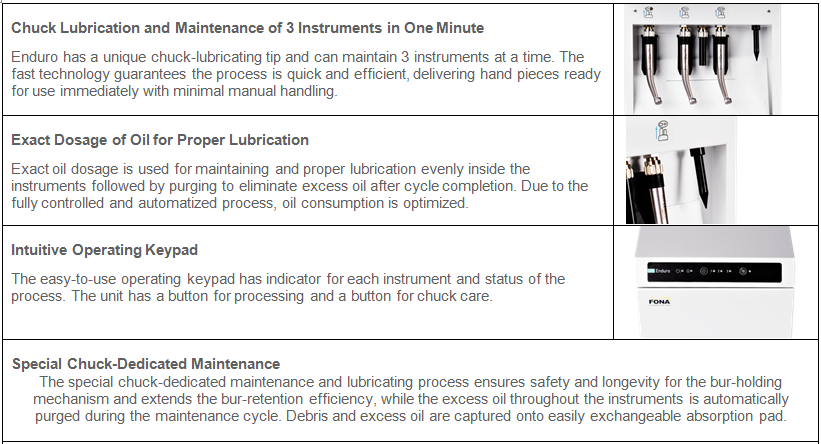 Chuck Lubrication and Maintenance of 3 Instruments in One Minute
Enduro has a unique chuck-lubricating tip and can maintain 3 instruments at a time. The
fast technology guarantees the process is quick and efficient, delivering hand pieces ready
for use immediately with minimal manual handling.
Exact Dosage of Oil for Proper Lubrication
Exact oil dosage is used for maintaining and proper lubrication evenly inside the
instruments followed by purging to eliminate excess oil after cycle completion. Due to the
fully controlled and automatized process, oil consumption is optimized.
Intuitive Operating Keypad
The easy-to-use operating keypad has indicator for each instrument and status of the
process. The unit has a button for processing and a button for chuck care.
Enduro
FONA
Special Chuck-Dedicated Maintenance
The special chuck-dedicated maintenance and lubricating process ensures safety and longevity for the bur-holding
mechanism and extends the bur-retention efficiency, while the excess oil throughout the instruments is automatically
purged during the maintenance cycle. Debris and excess oil are captured onto easily exchangeable absorption pad.